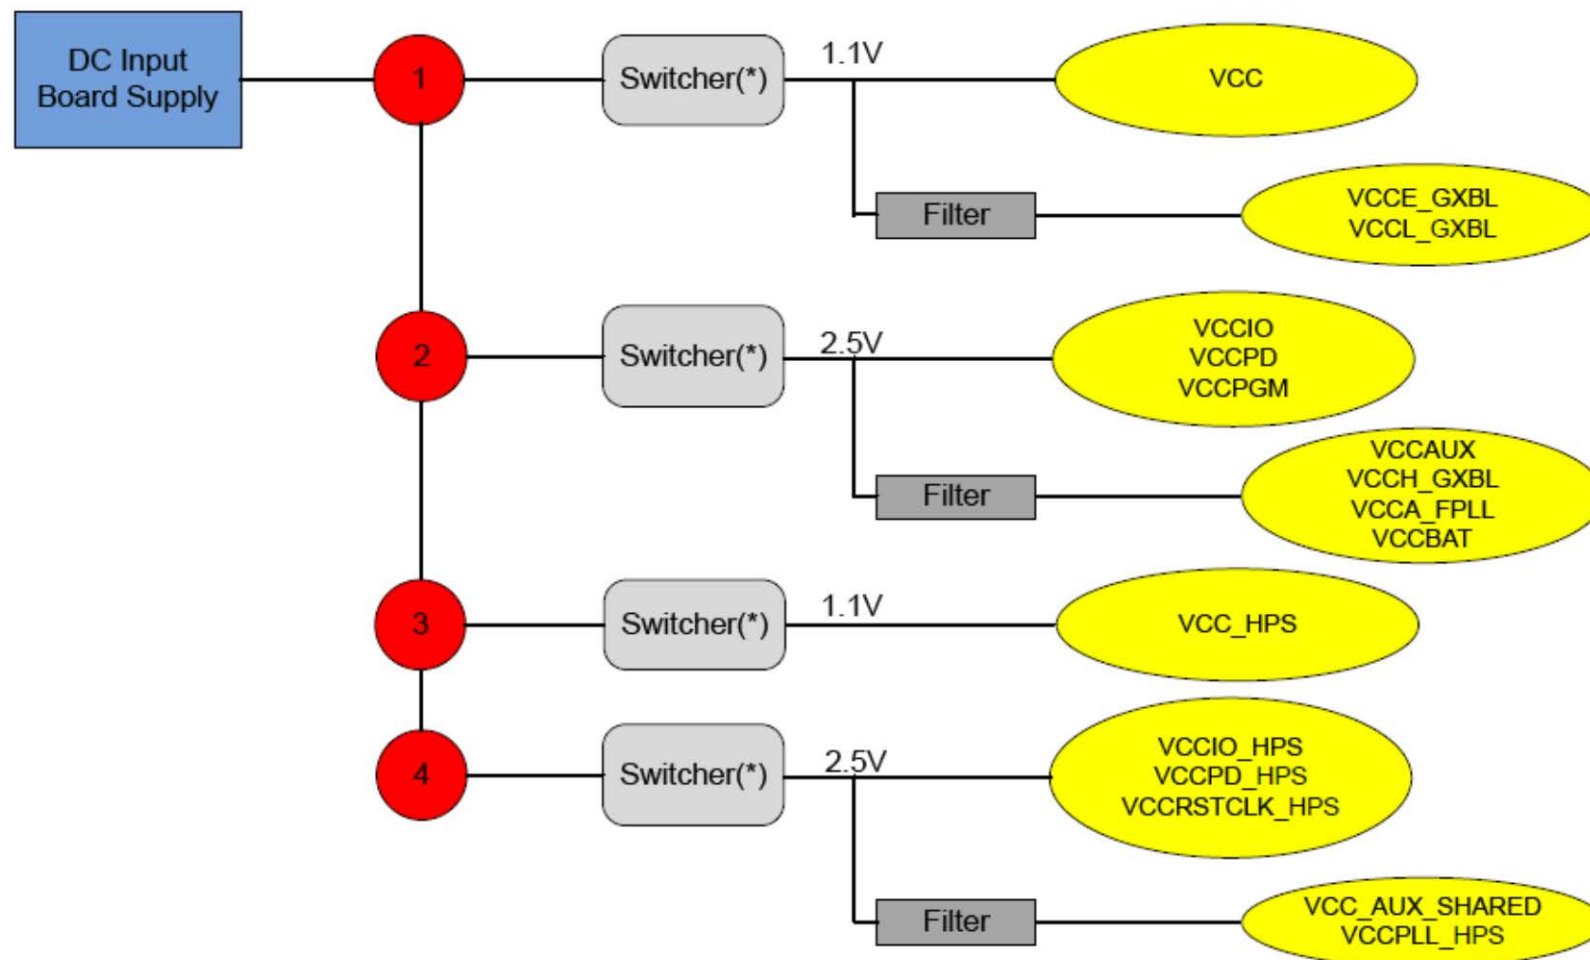 DC Input
Board Supply
1
Switcher(*)
1.1V
VCC
Filter
VCCE_GXBL
VCCL_GXBL
2
Switcher(*)
2.5V
VCCIO
VCCPD
VCCPGM
Filter
VCCAUX
VCCH_GXBL
VCCA_FPLL
VCCBAT
3
Switcher(*)
1.1V
VCC_HPS
4
Switcher(*)
2.5V
VCCIO_HPS
VCCPD_HPS
VCCRSTCLK_HPS
Filter
VCC_AUX_SHARED
VCCPLL_HPS